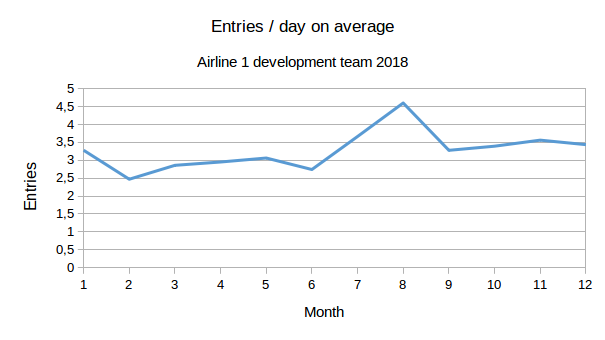 Entries / day on average
Airline 1 development team 2018
5
4,5
4
3,5
3
2,5
2
1,5
1
0,5
0
Entries
1 2 3 4 5 6 7 8 9 10 11 12
Month